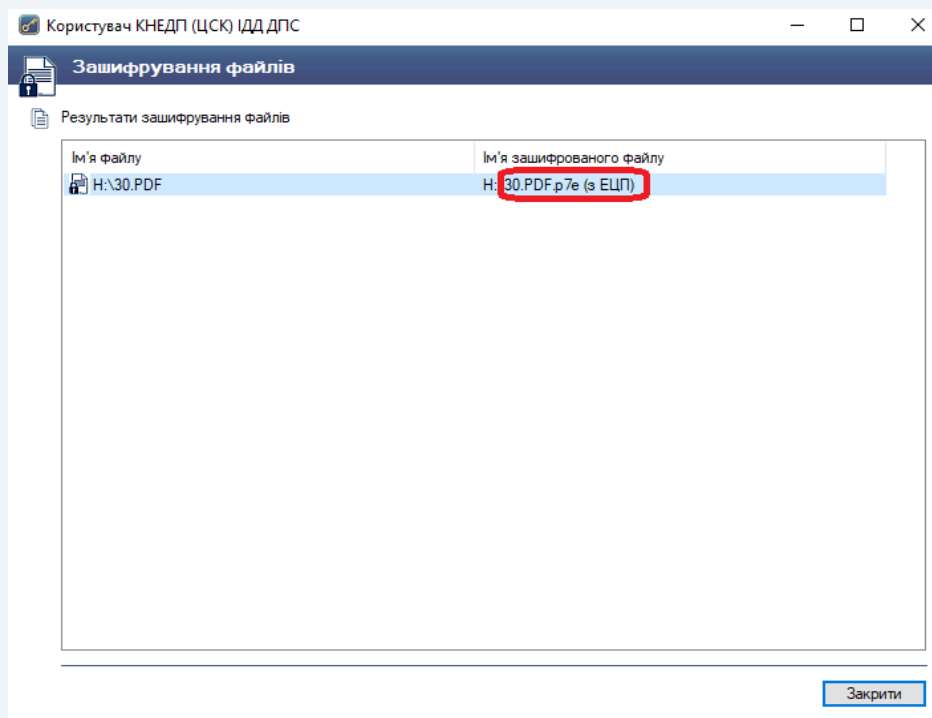 Користувач КНЕДП (ЦСК) ІДД ДПС
Зашифрування файлів
Результати зашифрування файлів
Ім'я файлу Ім'я зашифрованого файлу
H:\30.PDF H:\30.PDF.p7e (з ЕЦП)
Закрити